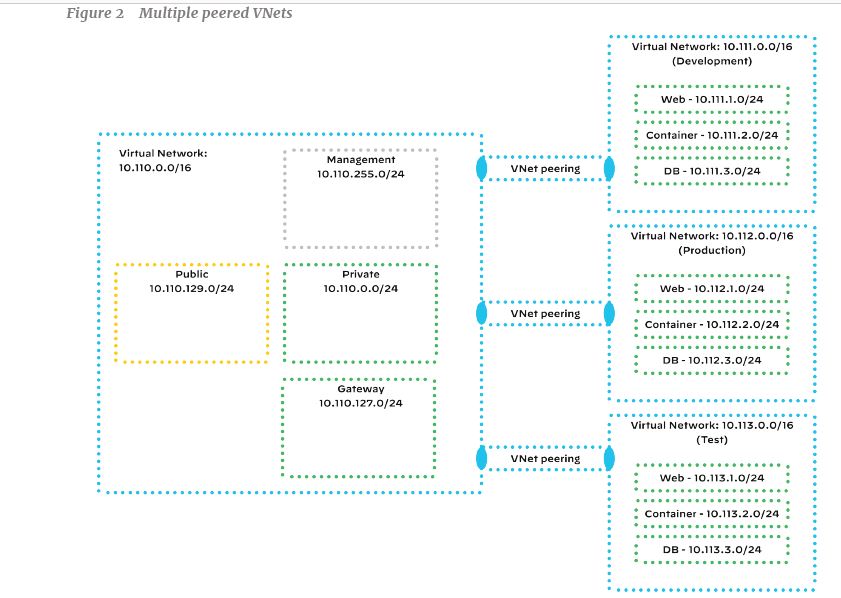 Figure 2 Multiple peered VNets
Virtual Network:
10.110.0.0/16
Management
10.110.255.0/24
Public
10.110.129.0/24
Private
10.110.0.0/24
Gateway
10.110.127.0/24
VNet peering
VNet peering
VNet peering
Virtual Network: 10.111.0.0/16
(Development)
Web - 10.111.1.0/24
Container - 10.111.2.0/24
DB - 10.111.3.0/24
Virtual Network: 10.112.0.0/16
(Production)
Web - 10.112.1.0/24
Container - 10.112.2.0/24
DB - 10.112.3.0/24
Virtual Network: 10.113.0.0/16
(Test)
Web - 10.113.1.0/24
Container - 10.113.2.0/24
DB - 10.113.3.0/24